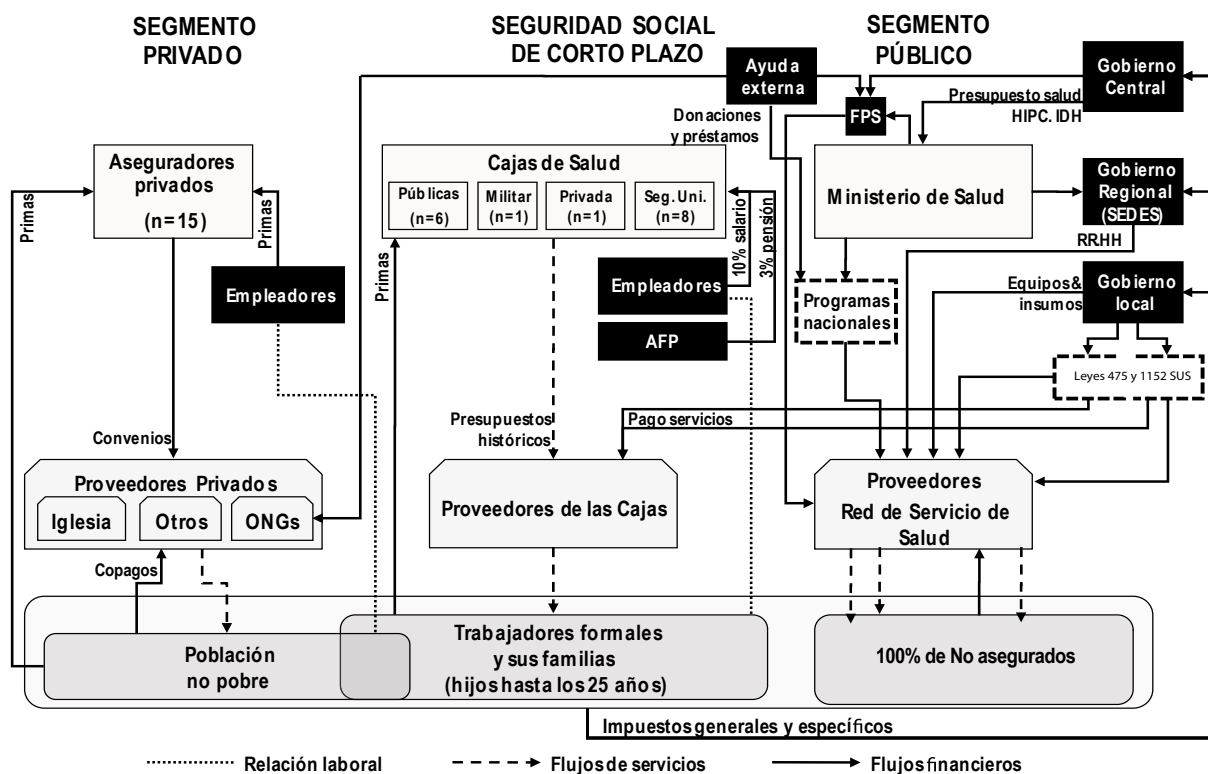 SEGMENTO
PRIVADO
SEGURIDAD SOCIAL
DE CORTO PLAZO
SEGMENTO
PÚBLICO
Ayuda
externa
Gobierno
Central
FPS
Presupuesto salud
HIPC. IDH
Donaciones
y préstamos
Aseguradores
privados
(n=15)
Primas
Primas
Empleadores
Cajas de Salud
Públicas
(n=6)
Militar
(n=1)
Privada
(n=1)
Seg. Uni.
(n=8)
Primas
10% salario
3% pensión
Empleadores
AFP
Ministerio de Salud
Gobierno
Regional
(SEDES)
RR.HH
Programas
nacionales
Equipos&
insumos
Gobierno
local
Leyes 475 y 1152 SUS
Convenios
Presupuestos
históricos
Pago servicios
Proveedores Privados
Iglesia
Otros
ONGs
Proveedores de las Cajas
Proveedores
Red de Servicio de
Salud
Copagos
Población
no pobre
Trabajadores formales
y sus familias
(hijos hasta los 25 años)
100% de No asegurados
Impuestos generales y específicos
Relación laboral
Flujos de servicios
Flujos financieros